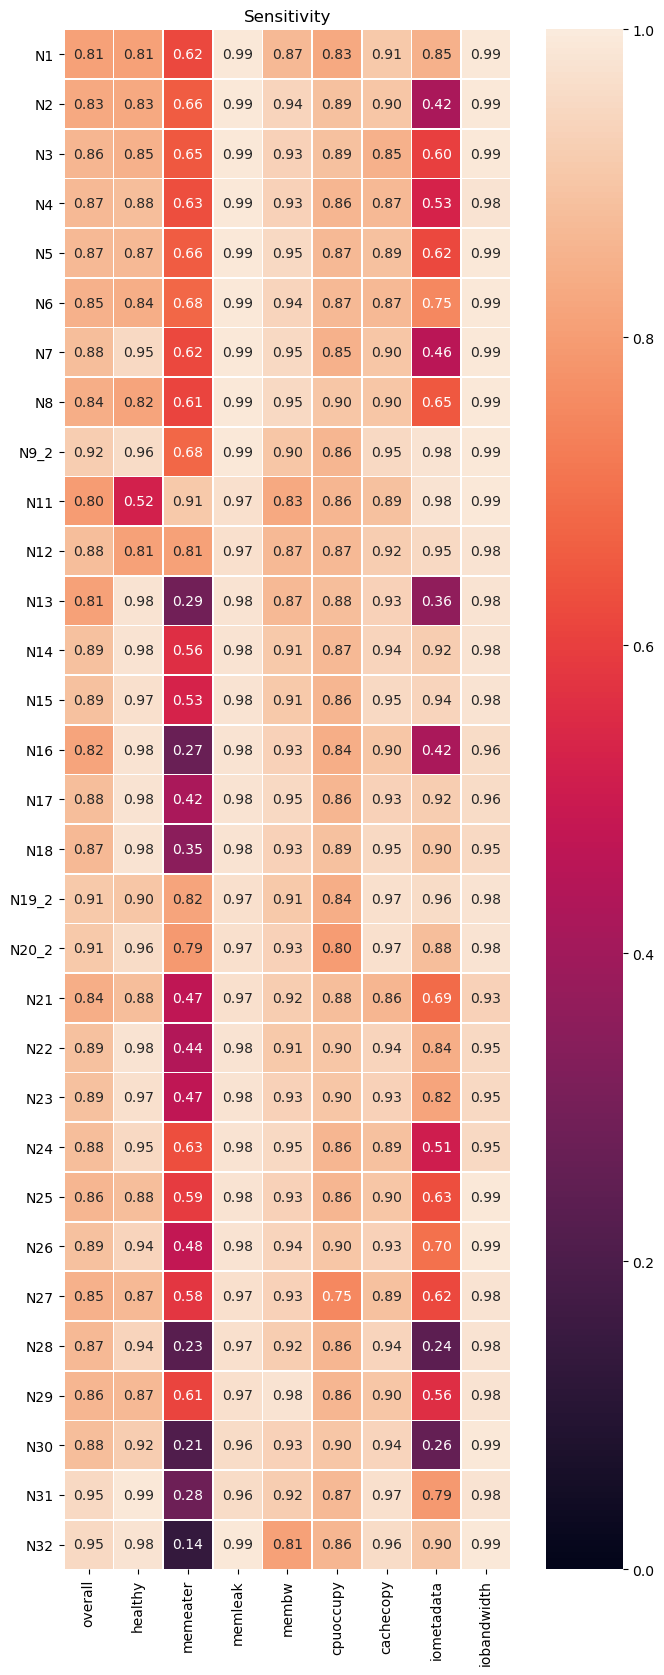 Sensitivity
N1 0.81 0.81 0.62 0.99 0.87 0.83 0.91 0.85 0.99
N2 0.83 0.83 0.66 0.99 0.94 0.89 0.90 0.42 0.99
N3 0.86 0.85 0.65 0.99 0.93 0.89 0.85 0.60 0.99
N4 0.87 0.88 0.63 0.99 0.93 0.86 0.87 0.53 0.98
N5 0.87 0.87 0.66 0.99 0.95 0.87 0.89 0.62 0.99
N6 0.85 0.84 0.68 0.99 0.94 0.87 0.87 0.75 0.99
N7 0.88 0.95 0.62 0.99 0.95 0.85 0.90 0.46 0.99
N8 0.84 0.82 0.61 0.99 0.95 0.90 0.90 0.65 0.99
N9_2 0.92 0.96 0.68 0.99 0.90 0.86 0.95 0.98 0.99
N11 0.80 0.52 0.91 0.97 0.83 0.86 0.89 0.98 0.99
N12 0.88 0.81 0.81 0.97 0.87 0.87 0.92 0.95 0.98
N13 0.81 0.98 0.29 0.98 0.87 0.88 0.93 0.36 0.98
N14 0.89 0.98 0.56 0.98 0.91 0.87 0.94 0.92 0.98
N15 0.89 0.97 0.53 0.98 0.91 0.86 0.95 0.94 0.98
N16 0.82 0.98 0.27 0.98 0.93 0.84 0.90 0.42 0.96
N17 0.88 0.98 0.42 0.98 0.95 0.86 0.93 0.92 0.96
N18 0.87 0.98 0.35 0.98 0.93 0.89 0.95 0.90 0.95
N19_2 0.91 0.90 0.82 0.97 0.91 0.84 0.97 0.96 0.98
N20_2 0.91 0.96 0.79 0.97 0.93 0.80 0.97 0.88 0.98
N21 0.84 0.88 0.47 0.97 0.92 0.88 0.86 0.69 0.93
N22 0.89 0.98 0.44 0.98 0.91 0.90 0.94 0.84 0.95
N23 0.89 0.97 0.47 0.98 0.93 0.90 0.93 0.82 0.95
N24 0.88 0.95 0.63 0.98 0.95 0.86 0.89 0.51 0.95
N25 0.86 0.88 0.59 0.98 0.93 0.86 0.90 0.63 0.99
N26 0.89 0.94 0.48 0.98 0.94 0.90 0.93 0.70 0.99
N27 0.85 0.87 0.58 0.97 0.93 0.75 0.89 0.62 0.98
N28 0.87 0.94 0.23 0.97 0.92 0.86 0.94 0.24 0.98
N29 0.86 0.87 0.61 0.97 0.98 0.86 0.90 0.56 0.98
N30 0.88 0.92 0.21 0.96 0.93 0.90 0.94 0.26 0.99
N31 0.95 0.99 0.28 0.96 0.92 0.87 0.97 0.79 0.98
N32 0.95 0.98 0.14 0.99 0.81 0.86 0.96 0.90 0.99
overall healthy memeater memleak membw cpuoccupy cachecopy iometadata iobandwidth
1.0
0.8
0.6
0.4
0.2
0.0